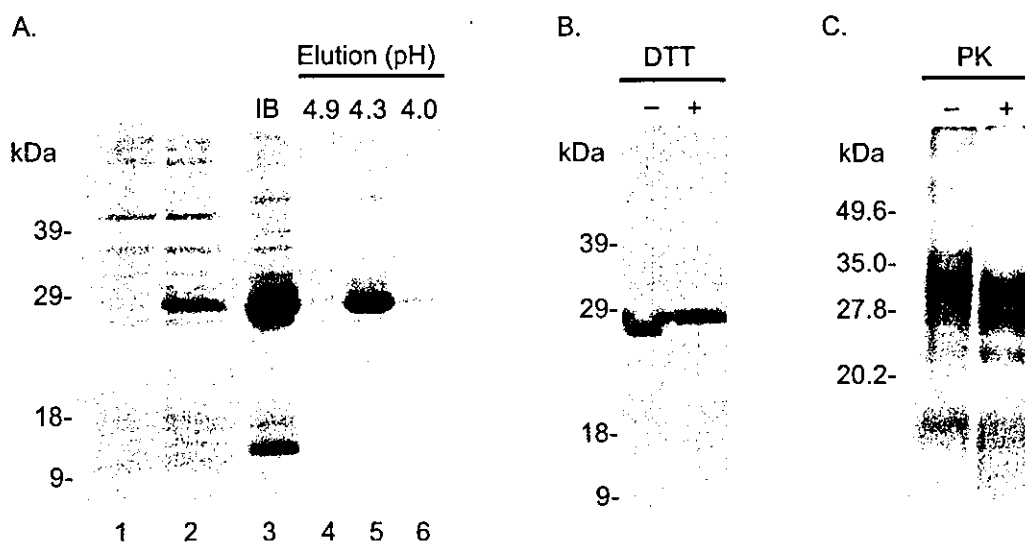 A.
Elution (pH)
IB 4.9 4.3 4.0
kDa
39-
29-
18-
9-
1 2 3 4 5 6
B.
DTT
– +
kDa
39-
29-
18-
9-
C.
PK
– +
kDa
49.6-
35.0-
27.8-
20.2-